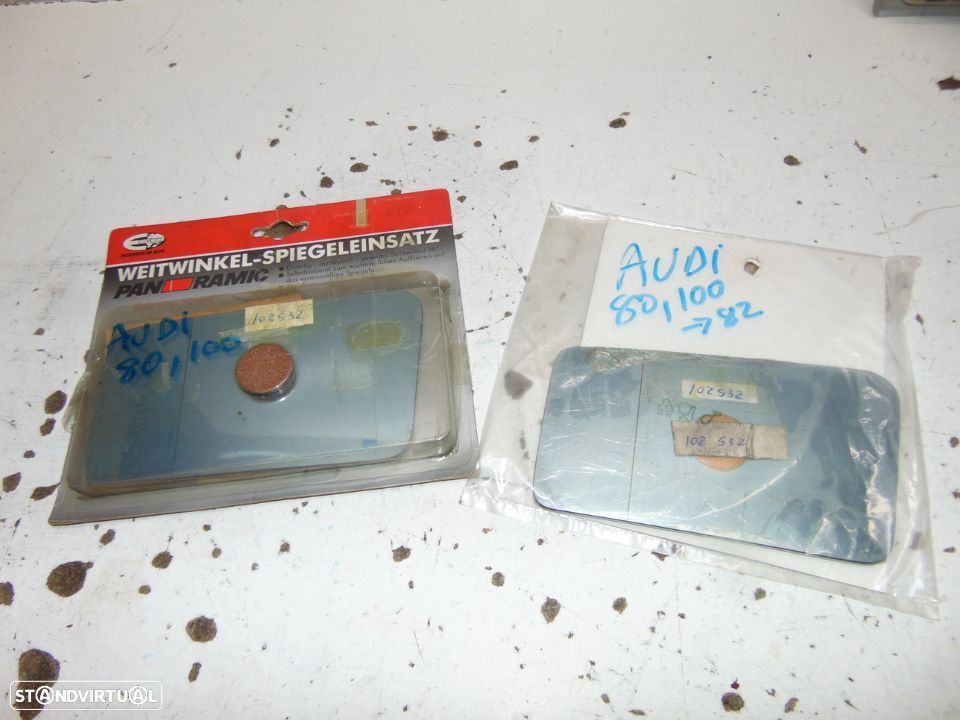 WEITWINKEL-SPIEGELEINSATZ
PAN RAMIC
AUDi
80,100
102532
AUDi
80,100
→82
102532
102 532
STANDVIRTUAL